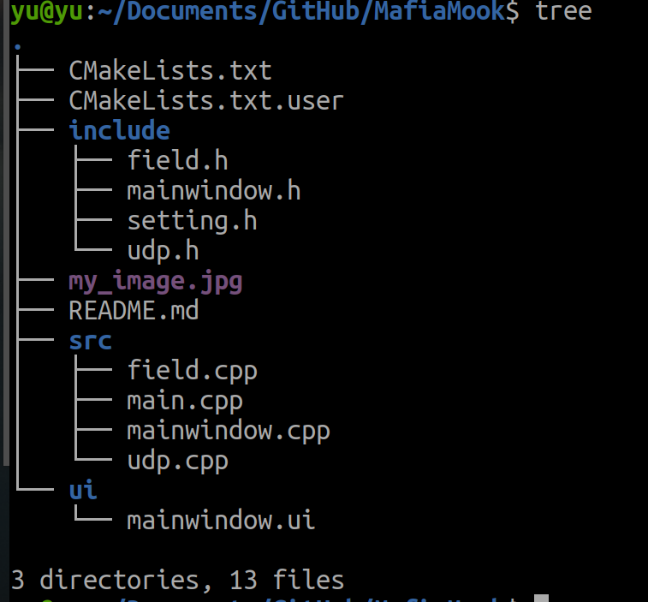 yu@yu:~/Documents/GitHub/MafiaMook$ tree
.
├── CMakeLists.txt
├── CMakeLists.txt.user
├── include
│   ├── field.h
│   ├── mainwindow.h
│   ├── setting.h
│   └── udp.h
├── my_image.jpg
├── README.md
├── src
│   ├── field.cpp
│   ├── main.cpp
│   ├── mainwindow.cpp
│   └── udp.cpp
└── ui
    └── mainwindow.ui
3 directories, 13 files